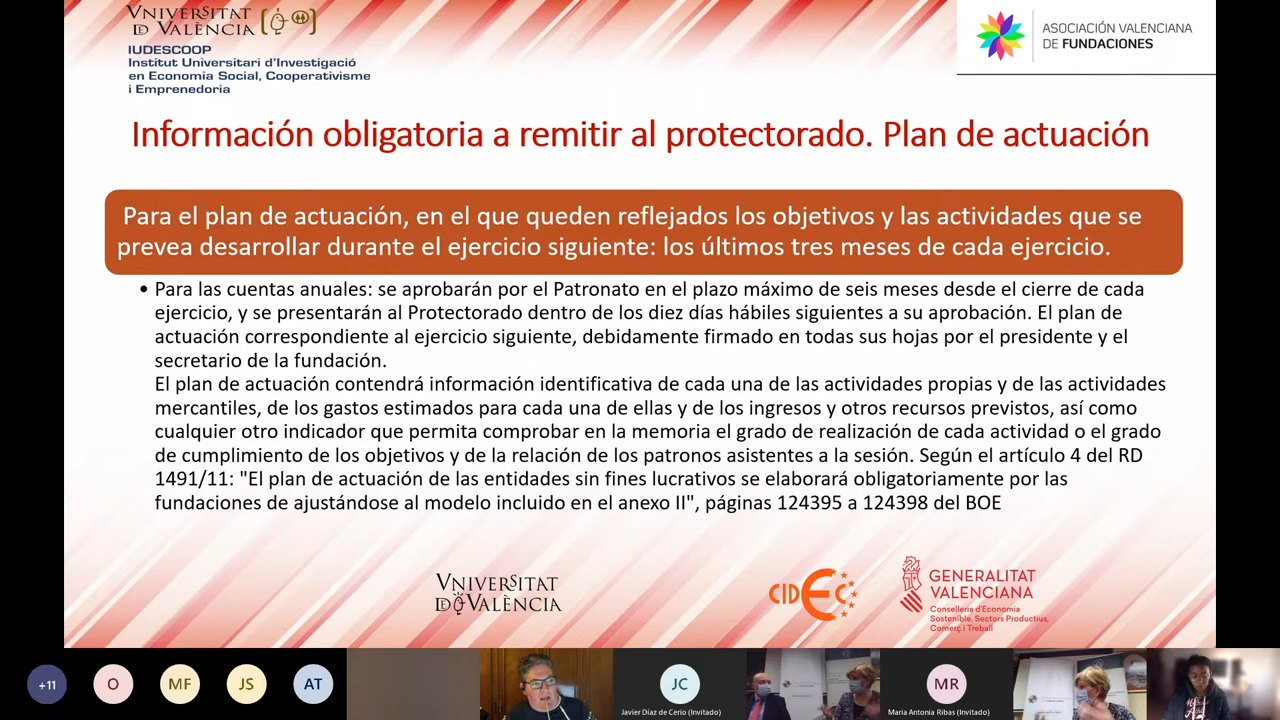 VNIVERSITAT
DE VALÈNCIA
IUDESCOOP
Institut Universitari d'Investigació
en Economia Social, Cooperativisme
i Emprenedoria
ASOCIACIÓN VALENCIANA
DE FUNDACIONES
Información obligatoria a remitir al protectorado. Plan de actuación
Para el plan de actuación, en el que queden reflejados los objetivos y las actividades que se
prevea desarrollar durante el ejercicio siguiente: los últimos tres meses de cada ejercicio.
• Para las cuentas anuales: se aprobarán por el Patronato en el plazo máximo de seis meses desde el cierre de cada
ejercicio, y se presentarán al Protectorado dentro de los diez días hábiles siguientes a su aprobación. El plan de
actuación correspondiente al ejercicio siguiente, debidamente firmado en todas sus hojas por el presidente y el
secretario de la fundación.
El plan de actuación contendrá información identificativa de cada una de las actividades propias y de las actividades
mercantiles, de los gastos estimados para cada una de ellas y de los ingresos y otros recursos previstos, así como
cualquier otro indicador que permita comprobar en la memoria el grado de realización de cada actividad o el grado
de cumplimiento de los objetivos y de la relación de los patronos asistentes a la sesión. Según el artículo 4 del RD
1491/11: "El plan de actuación de las entidades sin fines lucrativos se elaborará obligatoriamente por las
fundaciones de ajustándose al modelo incluido en el anexo II", páginas 124395 a 124398 del BOE
VNIVERSITAT
DE VALÈNCIA
CIDEC
GENERALITAT
VALENCIANA
Conselleria d'Economia
Sostenible, Sectors Productius,
Comerç i Treball
+11
O
MF
JS
AT
JC
Javier Díaz de Cerio (Invitado)
MR
Maria Antonia Ribas (Invitado)